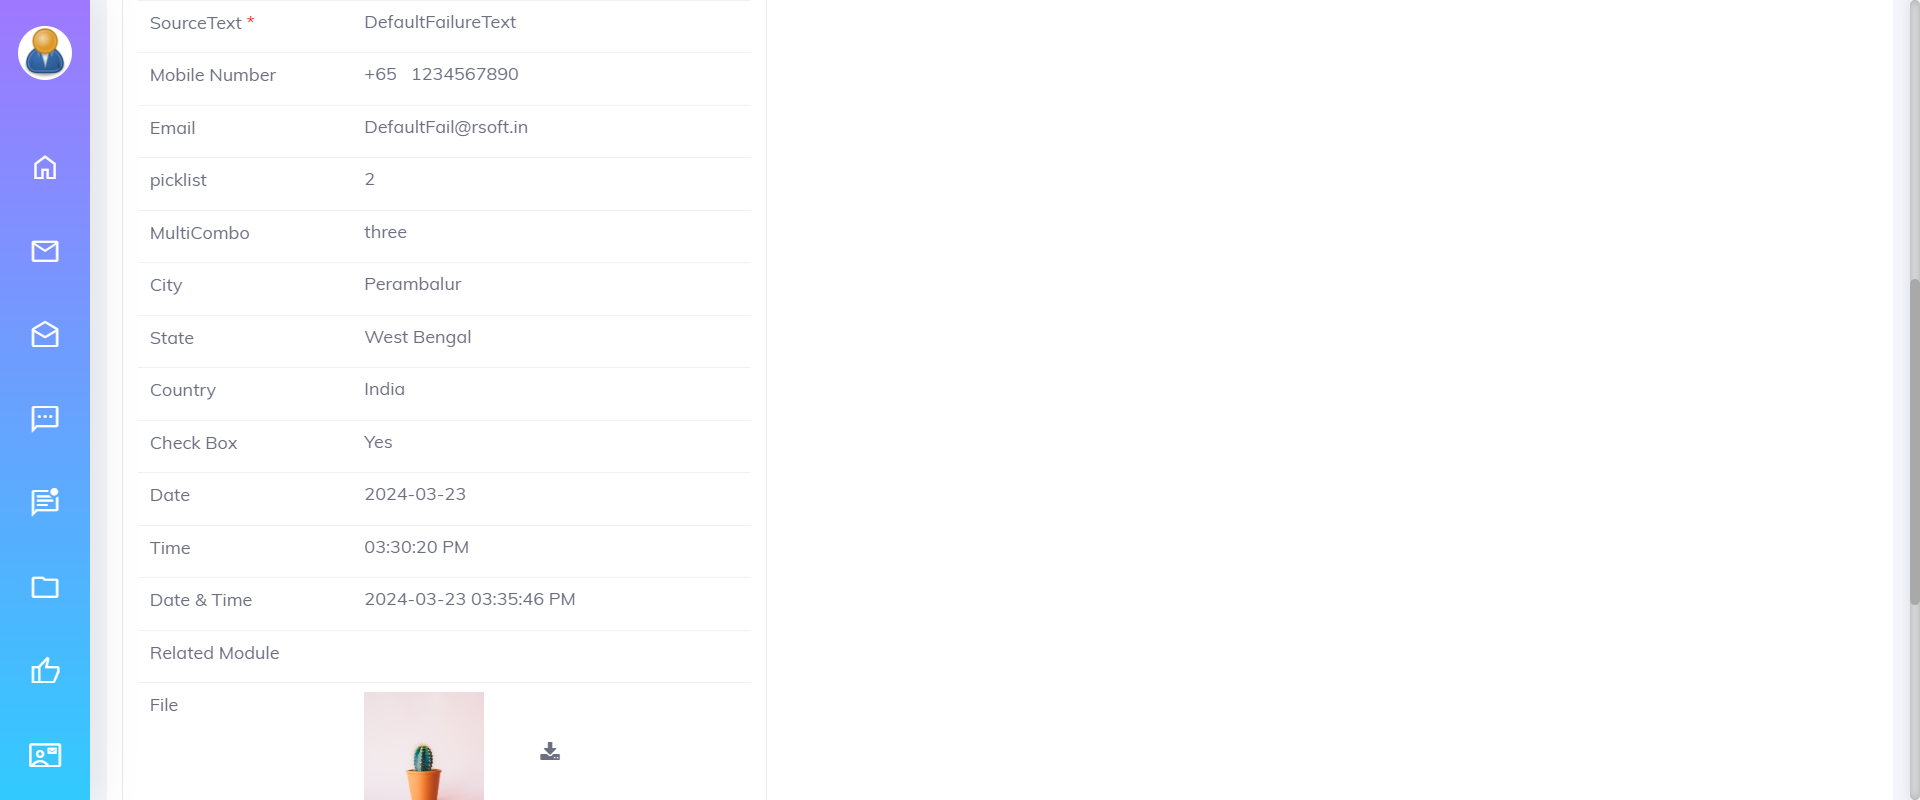 SourceText * DefaultFailureText
Mobile Number +65 1234567890
Email DefaultFail@rsoft.in
picklist 2
MultiCombo three
City Perambalur
State West Bengal
Country India
Check Box Yes
Date 2024-03-23
Time 03:30:20 PM
Date & Time 2024-03-23 03:35:46 PM
Related Module
File